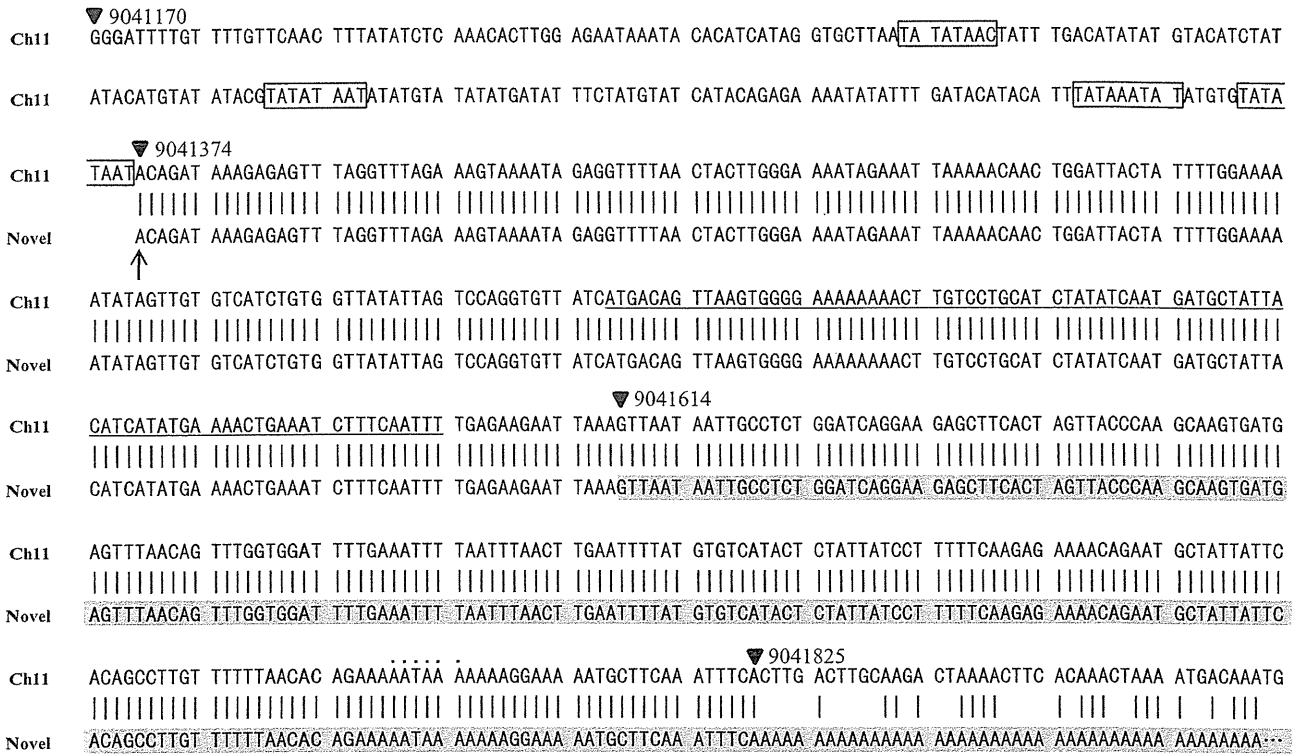 ▼ 9041170
Ch11 GGGATTTTGT TTTGTTCAAC TTTATATCTC AAACACTTGG AGAATAAATA CACATCATAG GTGCTTAATA TATAACTATT TGACATATAT GTACATCTAT
Ch11 ATACATGTAT ATACGTATAT AATATATGTA TATATGATAT TTCTATGTAT CATACAGAGA AAATATATTT GATACATACA TTTATAAATAT ATGTGTATA
▼ 9041374
Ch11 TAATACAGAT AAAGAGAGTT TAGGTTTAGA AAGTAAAATA GAGGTTTTAA CTACTTGGGA AAATAGAAAT TAAAAACAAC TGGATTACTA TTTTGGAAAA
Novel ACAGAT AAAGAGAGTT TAGGTTTAGA AAGTAAAATA GAGGTTTTAA CTACTTGGGA AAATAGAAAT TAAAAACAAC TGGATTACTA TTTTGGAAAA
Ch11 ATATAGTTGT GTCATCTGTG GTTATATTAG TCCAGGTGTT ATCATGACAG TTAAGTGGGG AAAAAAAACT TGTCCTGCAT CTATATCAAT GATGCTATTA
Novel ATATAGTTGT GTCATCTGTG GTTATATTAG TCCAGGTGTT ATCATGACAG TTAAGTGGGG AAAAAAAACT TGTCCTGCAT CTATATCAAT GATGCTATTA
▼ 9041614
Ch11 CATCATATGA AAACTGAAAT CTTTCAATTT TGAGAAGAAT TAAAGTTAAT AATTGCCTCT GGATCAGGAA GAGCTTCACT AGTTACCCAA GCAAGTGATG
Novel CATCATATGA AAACTGAAAT CTTTCAATTT TGAGAAGAAT TAAAGTTAAT AATTGCCTCT GGATCAGGAA GAGCTTCACT AGTTACCCAA GCAAGTGATG
Ch11 AGTTTAACAG TTTGGTGGAT TTTGAAATTT TAATTTAACT TGAATTTTAT GTGTCATACT CTATTATCCT TTTTCAAGAG AAAACAGAAT GCTATTATTC
Novel AGTTTAACAG TTTGGTGGAT TTTGAAATTT TAATTTAACT TGAATTTTAT GTGTCATACT CTATTATCCT TTTTCAAGAG AAAACAGAAT GCTATTATTC
▼ 9041825
Ch11 ACAGCCTTGT TTTTTAACAC AGAAAAATAA AAAAAGGAAA AATGCTTCAA ATTTCACTTG ACTTGCAAGA CTAAAACTTC ACAAACTAAA ATGACAAATG
Novel ACAGCCTTGT TTTTTAACAC AGAAAAATAA AAAAAGGAAA AATGCTTCAA ATTTCAAAAA AAAAAAAAAA AAAAAAAAAA AAAAAAAAAA AAAAAAAA···